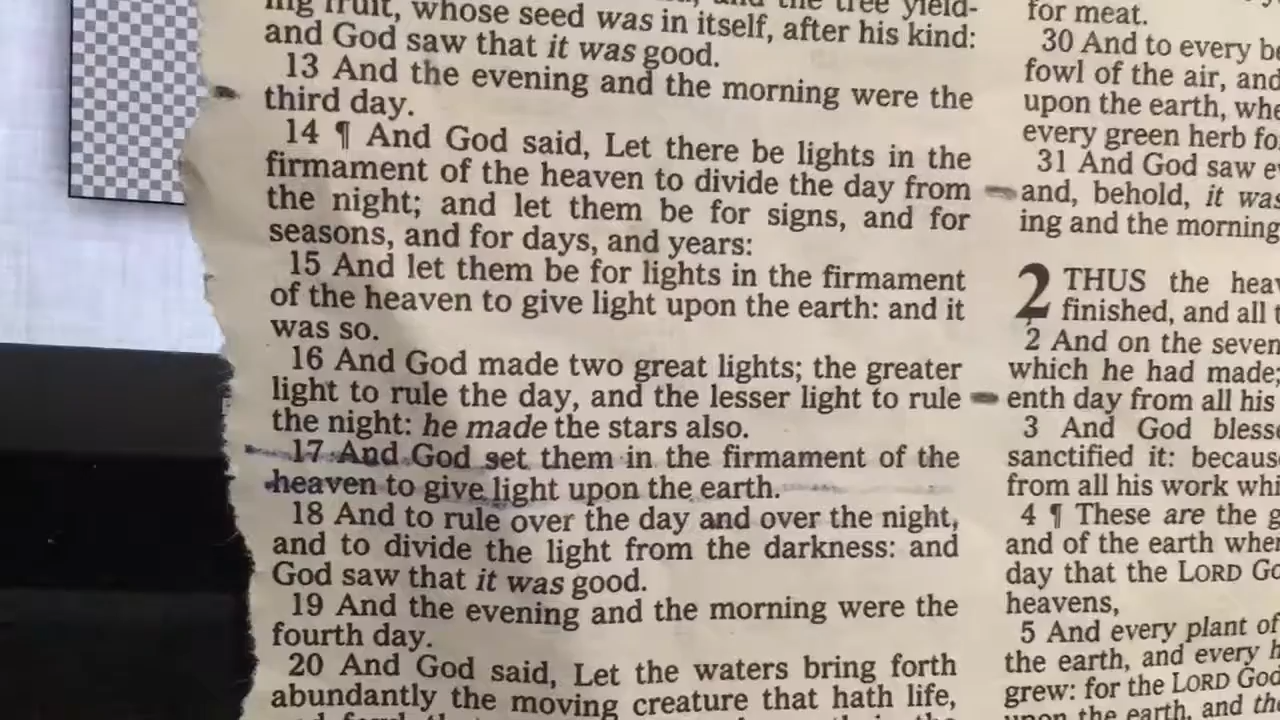 ing fruit, whose seed was in itself, after his kind:
and God saw that it was good.
13 And the evening and the morning were the
third day.
14 ¶ And God said, Let there be lights in the
firmament of the heaven to divide the day from
the night; and let them be for signs, and for
seasons, and for days, and years:
15 And let them be for lights in the firmament
of the heaven to give light upon the earth: and it
was so.
16 And God made two great lights; the greater
light to rule the day, and the lesser light to rule
the night: he made the stars also.
17 And God set them in the firmament of the
heaven to give light upon the earth.
18 And to rule over the day and over the night,
and to divide the light from the darkness: and
God saw that it was good.
19 And the evening and the morning were the
fourth day.
20 And God said, Let the waters bring forth
abundantly the moving creature that hath life,
for meat.
30 And to every
fowl of the air, and
upon the earth,
every green herb
31 And God saw
and, behold, it was
ing and the morning
2 THUS the
finished, and all
2 And on the
which he had made;
enth day from all his
3 And God
sanctified it:
from all his work
4 ¶ These are the
and of the earth
day that the LORD
heavens,
5 And every plant of
the earth, and every
grew: for the LORD God
upon the earth, and